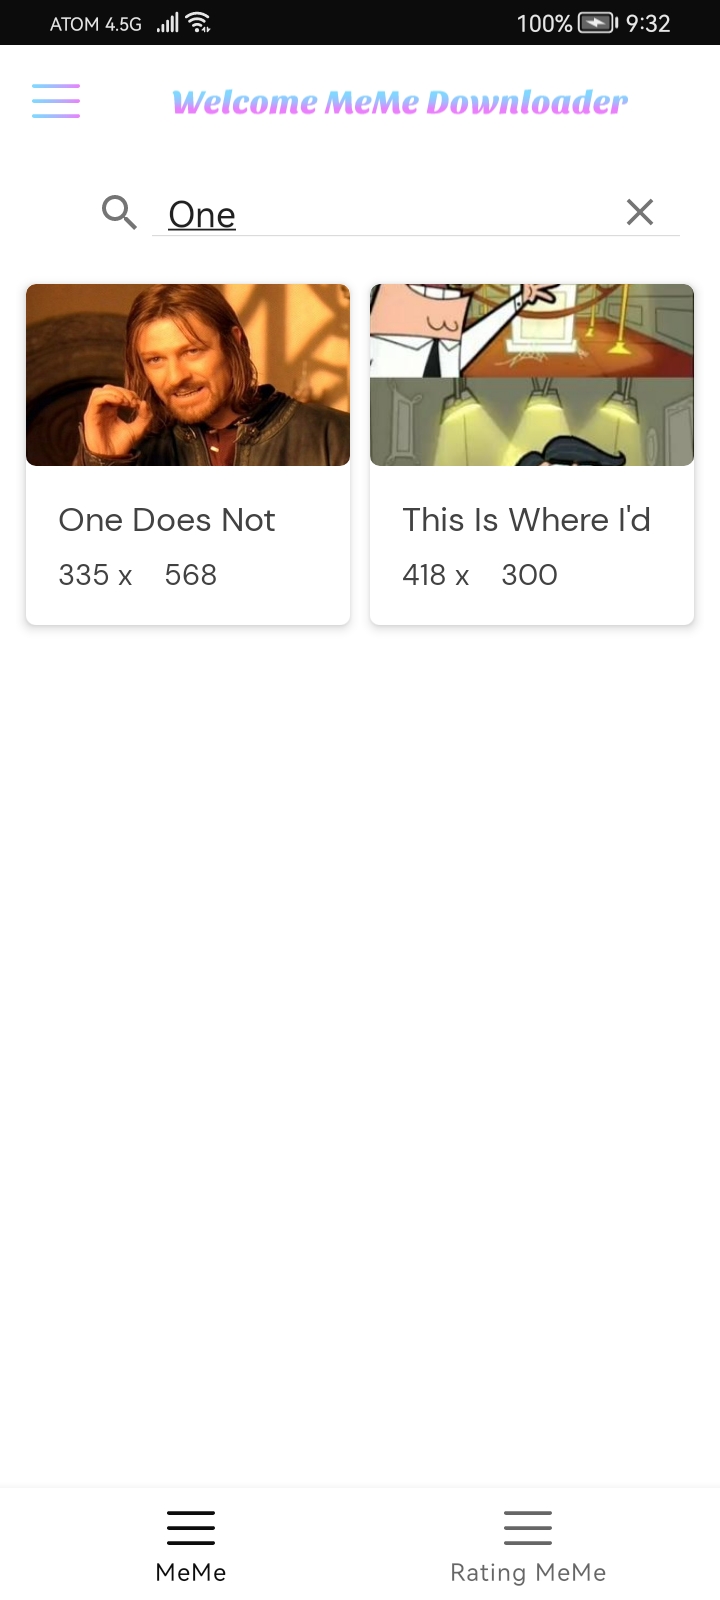 ATOM 4.5G 100% 9:32
Welcome MeMe Downloader
One
One Does Not
335 x 568
This Is Where I'd
418 x 300
MeMe
Rating MeMe